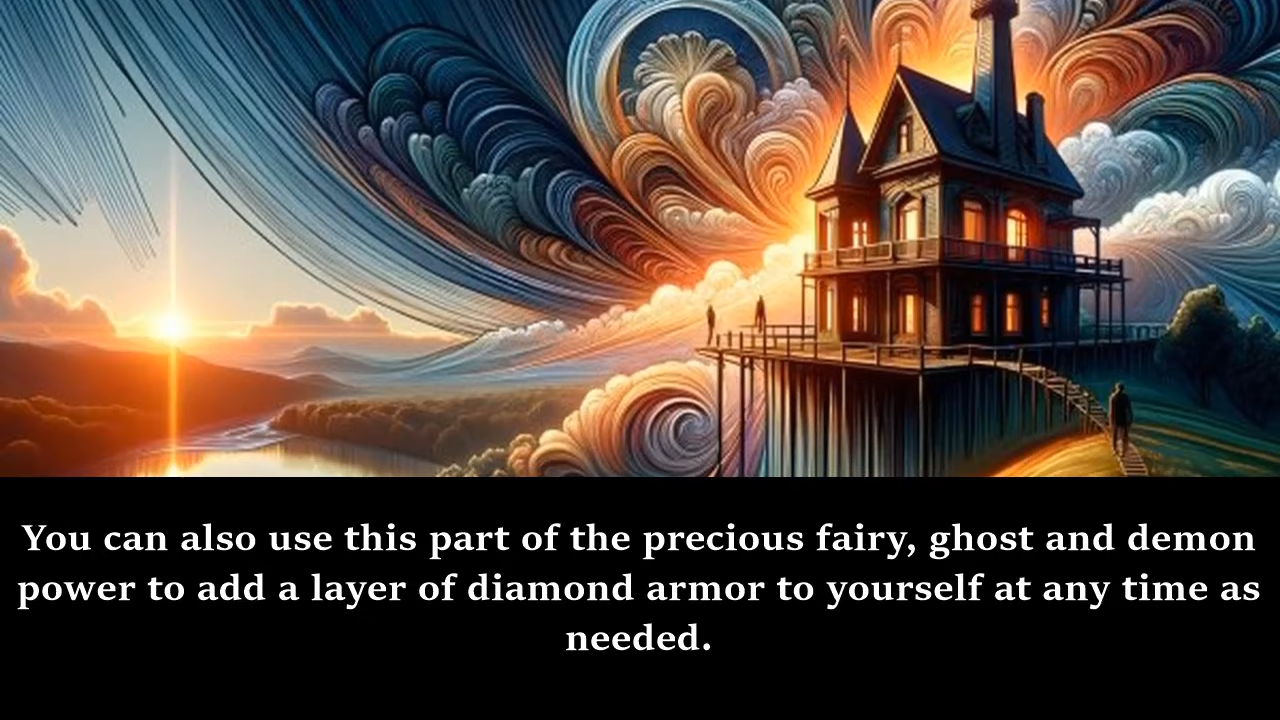 You can also use this part of the precious fairy, ghost and demon
power to add a layer of diamond armor to yourself at any time as
needed.